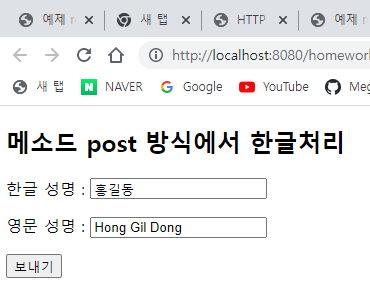 예제
새 탭
HTTP
예제
http://localhost:8080/homework
새 탭
NAVER
Google
YouTube
메소드 post 방식에서 한글처리
한글 성명 : 홍길동
영문 성명 : Hong Gil Dong
보내기